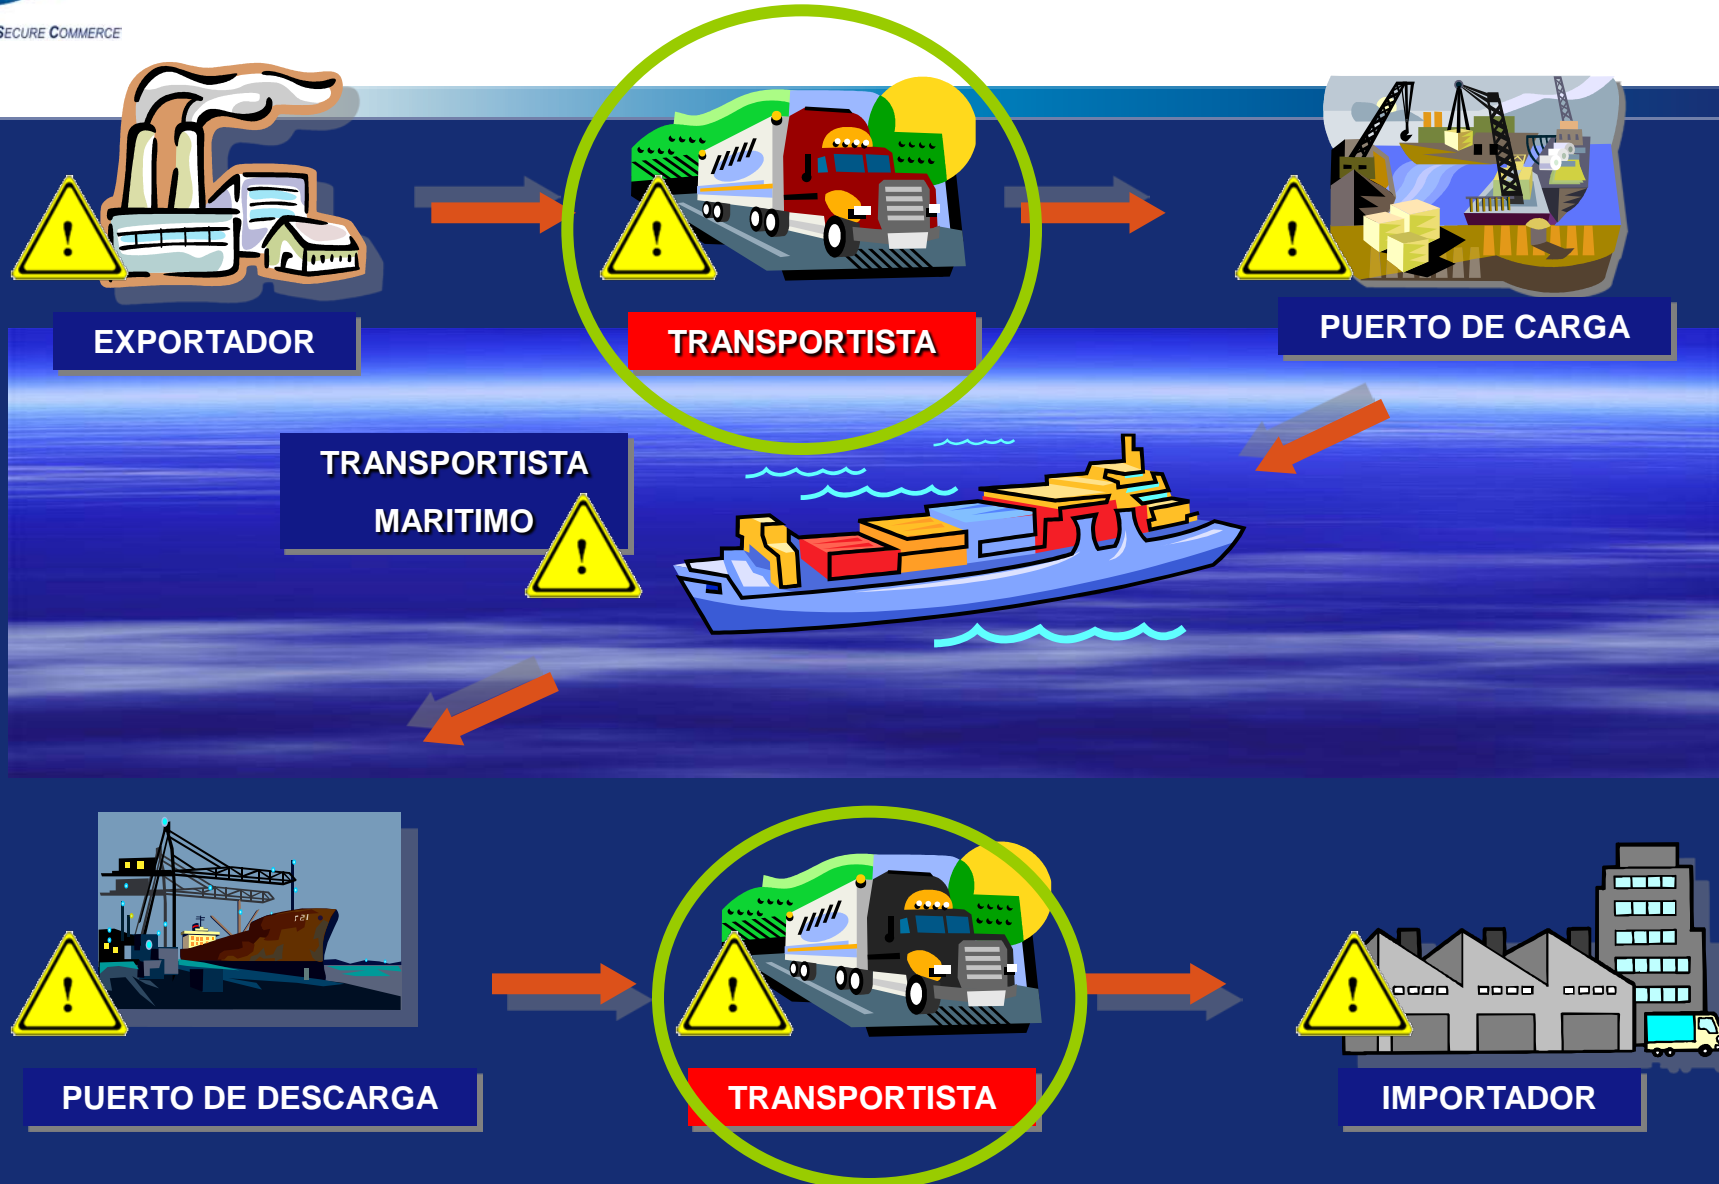 SECURE COMMERCE
EXPORTADOR
TRANSPORTISTA
PUERTO DE CARGA
TRANSPORTISTA
MARITIMO
PUERTO DE DESCARGA
TRANSPORTISTA
IMPORTADOR